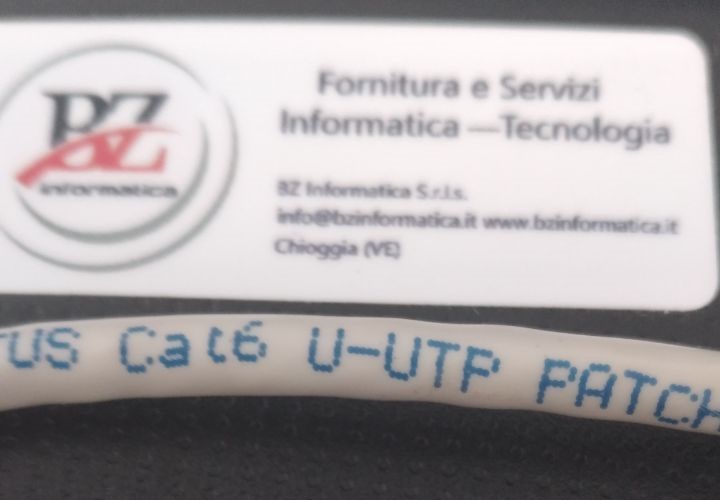 BZ
informatica
Fornitura e Servizi
Informatica —Tecnologia
BZ Informatica S.r.l.s.
info@bzinformatica.it www.bzinformatica.it
Chioggia (VE)
TUS Cat6 U-UTP PATCH